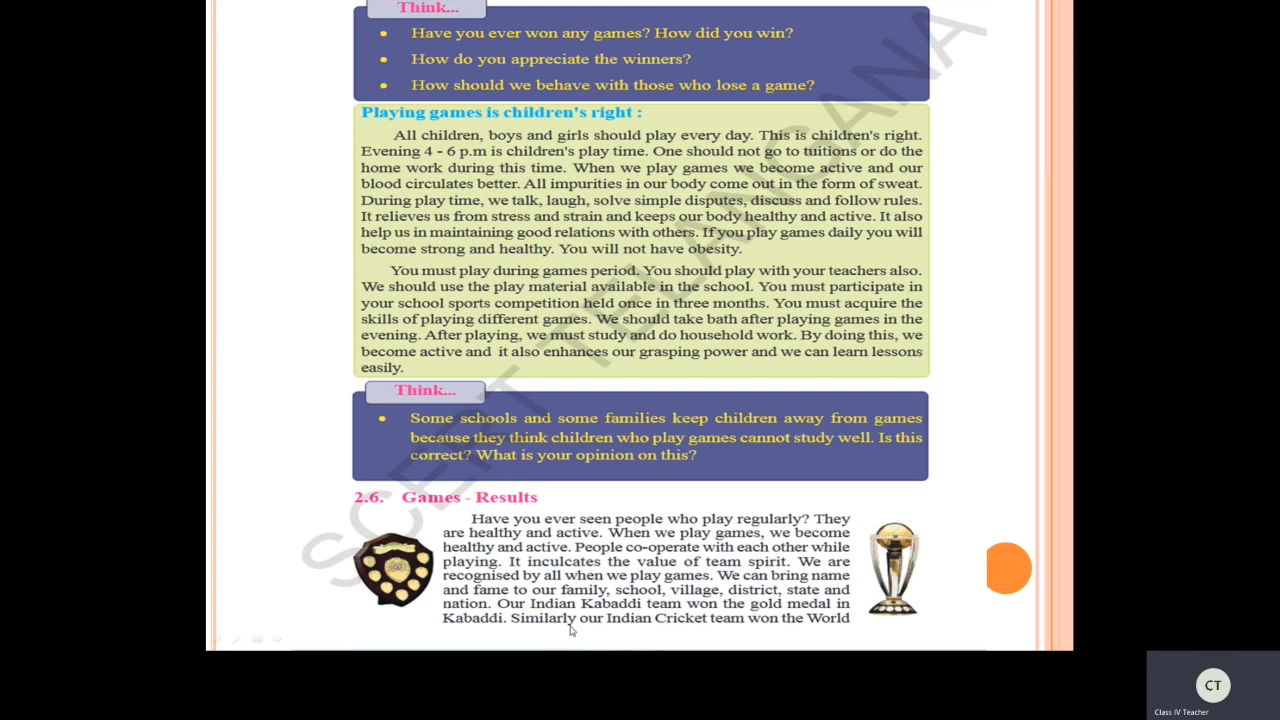 Think...
• Have you ever won any games? How did you win?
• How do you appreciate the winners?
• How should we behave with those who lose a game?
Playing games is children's right :
All children, boys and girls should play every day. This is children's right.
Evening 4 - 6 p.m is children's play time. One should not go to tuitions or do the
home work during this time. When we play games we become active and our
blood circulates better. All impurities in our body come out in the form of sweat.
During play time, we talk, laugh, solve simple disputes, discuss and follow rules.
It relieves us from stress and strain and keeps our body healthy and active. It also
help us in maintaining good relations with others. If you play games daily you will
become strong and healthy. You will not have obesity.
You must play during games period. You should play with your teachers also.
We should use the play material available in the school. You must participate in
your school sports competition held once in three months. You must acquire the
skills of playing different games. We should take bath after playing games in the
evening. After playing, we must study and do household work. By doing this, we
become active and it also enhances our grasping power and we can learn lessons
easily.
Think...
• Some schools and some families keep children away from games
because they think children who play games cannot study well. Is this
correct? What is your opinion on this?
2.6. Games - Results
Have you ever seen people who play regularly? They
are healthy and active. When we play games, we become
healthy and active. People co-operate with each other while
playing. It inculcates the value of team spirit. We are
recognised by all when we play games. We can bring name
and fame to our family, school, village, district, state and
nation. Our Indian Kabaddi team won the gold medal in
Kabaddi. Similarly our Indian Cricket team won the World
SCERT TELANGANA
CT
Class IV Teacher